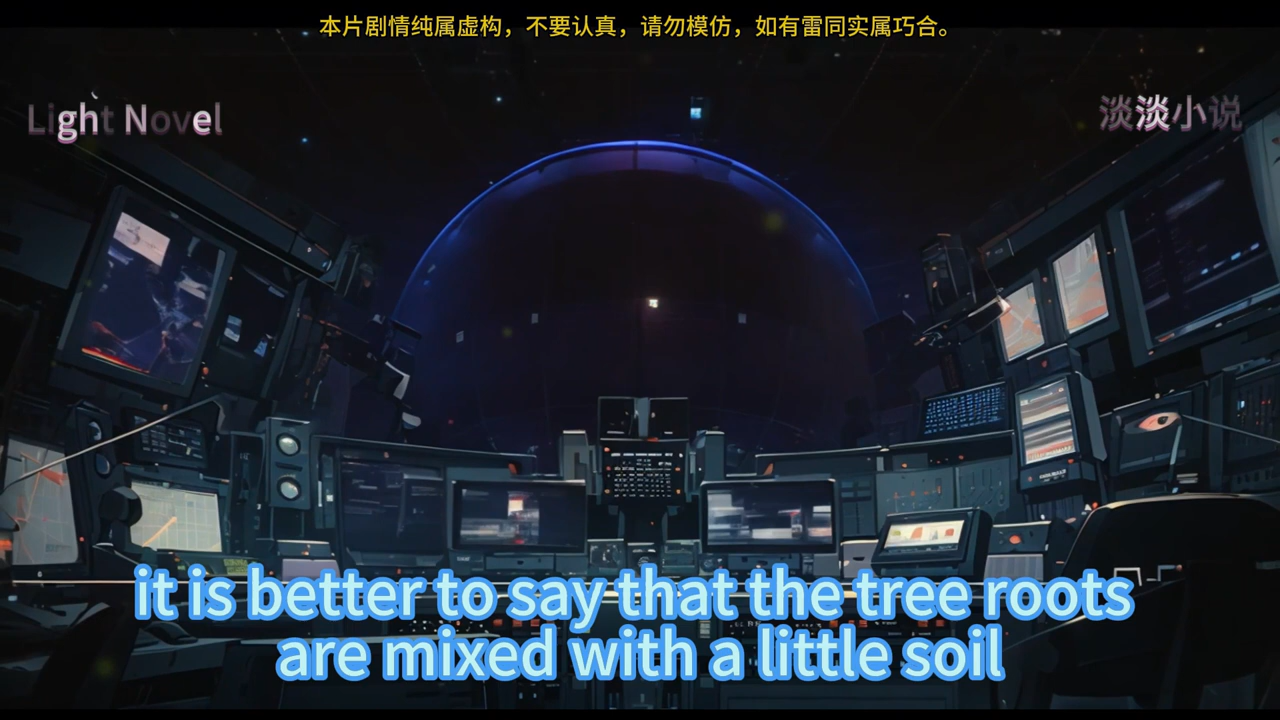 本片剧情纯属虚构，不要认真，请勿模仿，如有雷同实属巧合。
Light Novel
淡淡小说
it is better to say that the tree roots
are mixed with a little soil